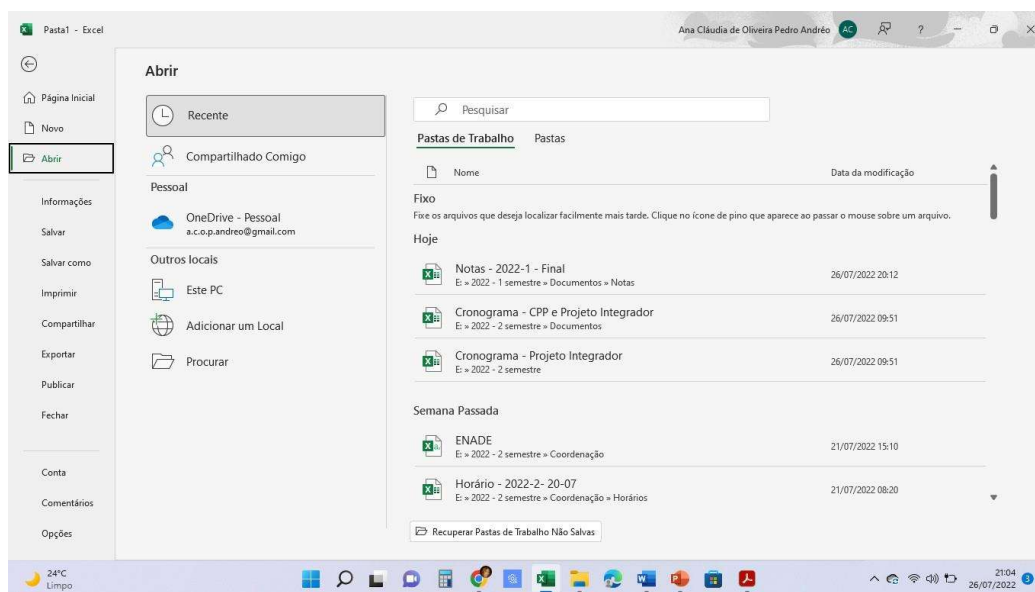 Pasta1 - Excel
Ana Cláudia de Oliveira Pedro Andréo
AC
?
Abrir
Página Inicial
Novo
Abrir
Informações
Salvar
Salvar como
Imprimir
Compartilhar
Exportar
Publicar
Fechar
Conta
Comentários
Opções
Recente
Compartilhado Comigo
Pessoal
OneDrive - Pessoal
a.c.o.p.andreo@gmail.com
Outros locais
Este PC
Adicionar um Local
Procurar
Pesquisar
Pastas de Trabalho Pastas
Nome Data da modificação
Fixo
Fixe os arquivos que deseja localizar facilmente mais tarde. Clique no ícone de pino que aparece ao passar o mouse sobre um arquivo.
Hoje
Notas - 2022-1 - Final
E: » 2022 - 1 semestre » Documentos » Notas
26/07/2022 20:12
Cronograma - CPP e Projeto Integrador
E: » 2022 - 2 semestre » Documentos
26/07/2022 09:51
Cronograma - Projeto Integrador
E: » 2022 - 2 semestre
26/07/2022 09:51
Semana Passada
ENADE
E: » 2022 - 2 semestre » Coordenação
21/07/2022 15:10
Horário - 2022-2- 20-07
E: » 2022 - 2 semestre » Coordenação » Horários
21/07/2022 08:20
Recuperar Pastas de Trabalho Não Salvas
24°C
Limpo
21:04
26/07/2022
3